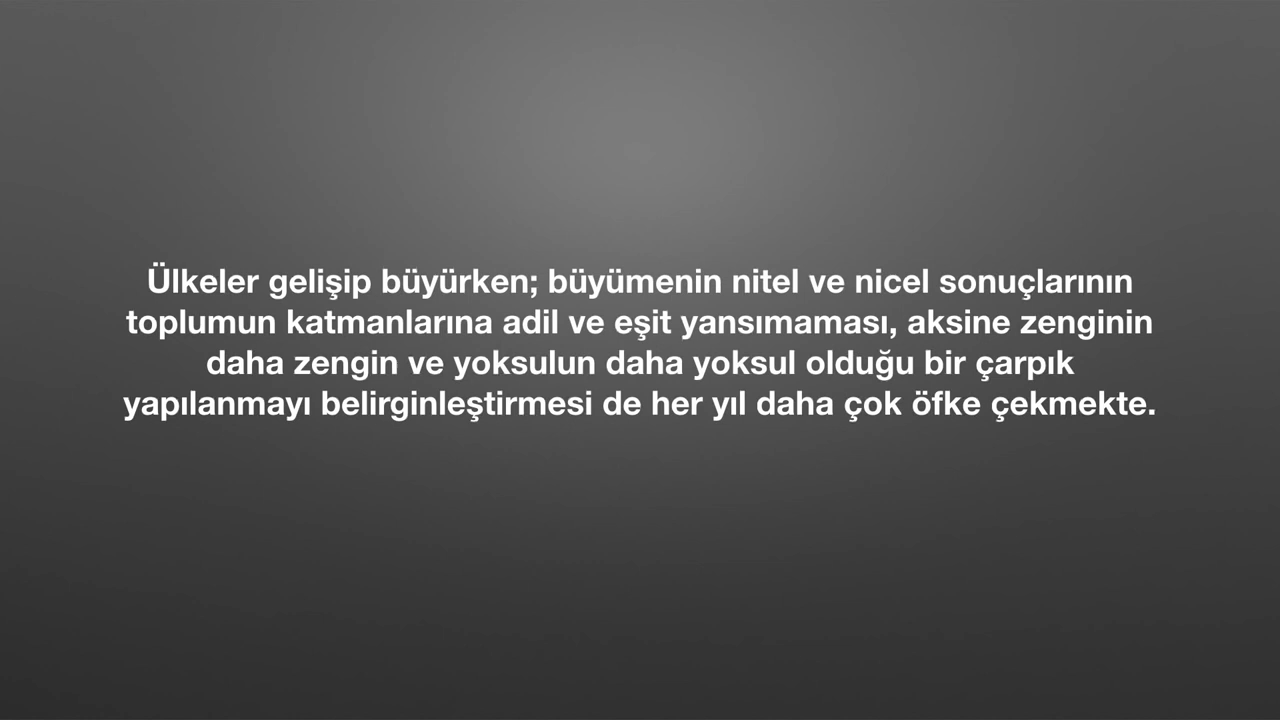 Ülkeler gelişip büyürken; büyümenin nitel ve nicel sonuçlarının
toplumun katmanlarına adil ve eşit yansımaması, aksine zenginin
daha zengin ve yoksulun daha yoksul olduğu bir çarpık
yapılanmayı belirginleştirmesi de her yıl daha çok öfke çekmekte.